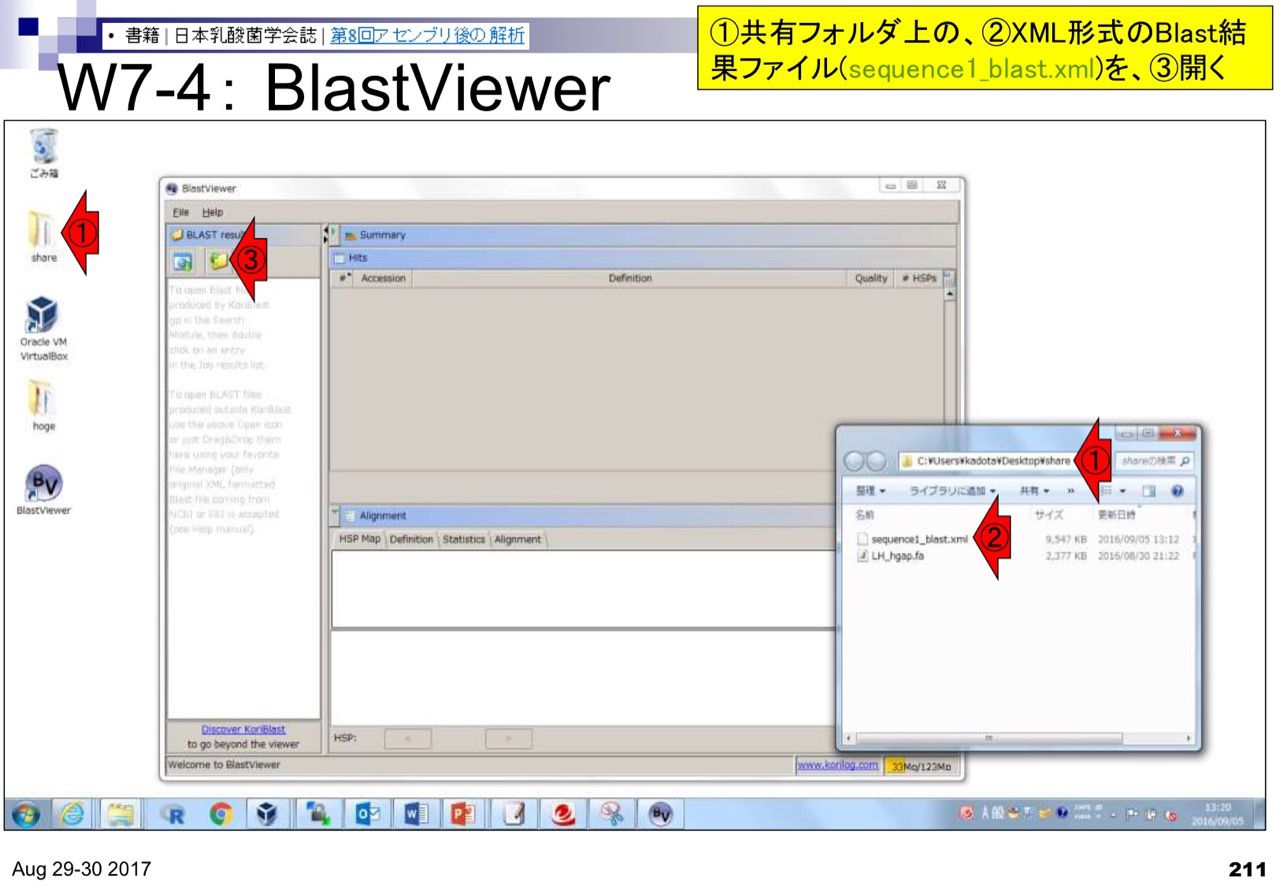 • 書籍 | 日本乳酸菌学会誌 | 第8回アセンブリ後の解析
W7-4: BlastViewer
①共有フォルダ上の、②XML形式のBlast結
果ファイル(sequence1_blast.xml)を、③開く
ごみ箱
share
①
Oracle VM
VirtualBox
hoge
BlastViewer
BlastViewer
File Help
BLAST resul
③
To open Blast fil
produced by KoriBlast
go in the Search
Module, then double
click on an entry
in the Job results list.
To open BLAST files
produced outside KoriBlast
use the above Open icon
or just Drag&Drop them
here using your favorite
File Manager (only
original XML formatted
Blast file coming from
NCBI or EBI is accepted
(see Help manual).
Discover KoriBlast
to go beyond the viewer
Summary
Hits
# Accession Definition Quality # HSPs
Alignment
HSP Map Definition Statistics Alignment
HSP: < >
Welcome to BlastViewer
www.korilog.com 33Mo/123Mo
C:¥Users¥kadota¥Desktop¥share ① shareの検索
整理 ライブラリに追加 共有 »
名前 サイズ 更新日時
sequence1_blast.xml ② 9,547 KB 2016/09/05 13:12
LH_hgap.fa 2,377 KB 2016/08/30 21:22
A 般
13:20
2016/09/05
Aug 29-30 2017
211